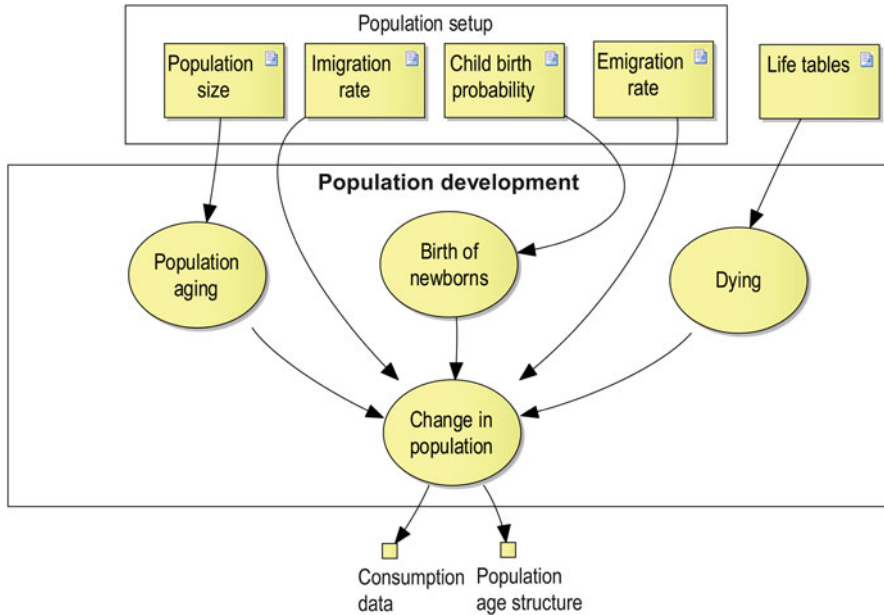 Population setup
Population
size
Imigration
rate
Child birth
probability
Emigration
rate
Life tables
Population development
Population
aging
Birth of
newborns
Dying
Change in
population
Consumption
data
Population
age structure